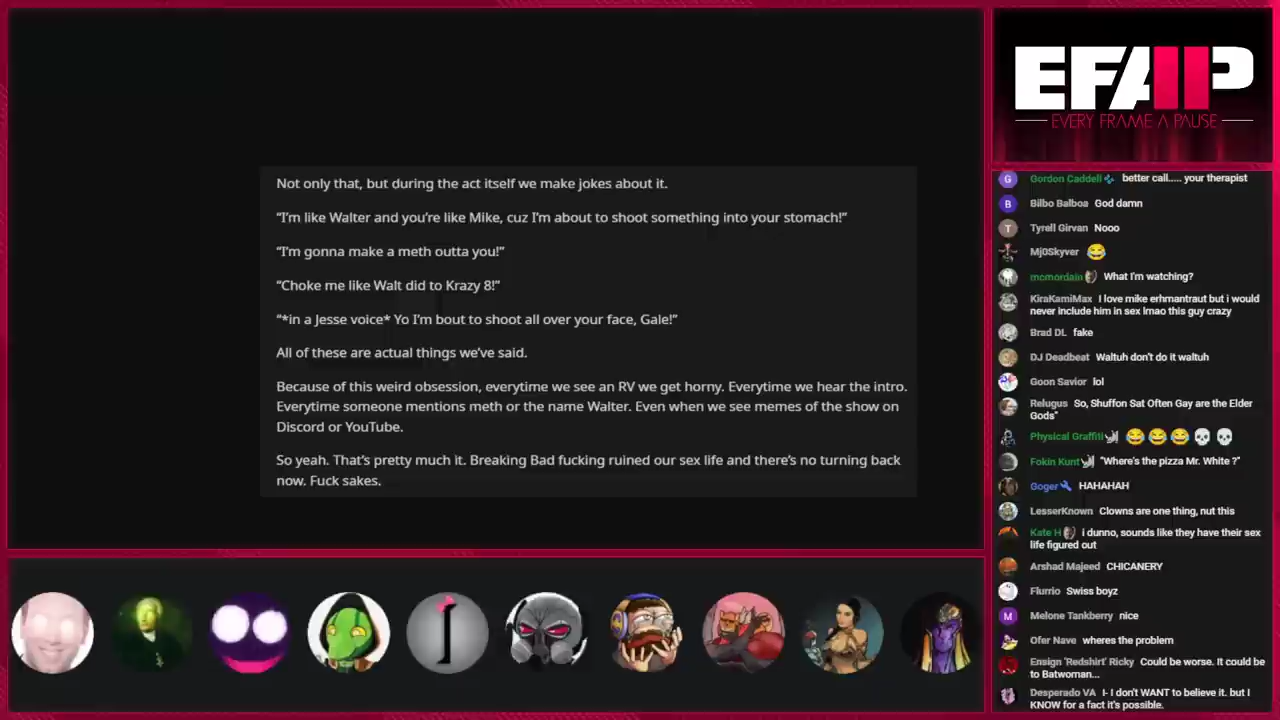 Not only that, but during the act itself we make jokes about it.
“I’m like Walter and you’re like Mike, cuz I’m about to shoot something into your stomach!”
“I’m gonna make a meth outta you!”
“Choke me like Walt did to Krazy 8!”
“*in a Jesse voice* Yo I’m bout to shoot all over your face, Gale!”
All of these are actual things we’ve said.
Because of this weird obsession, everytime we see an RV we get horny. Everytime we hear the intro.
Everytime someone mentions meth or the name Walter. Even when we see memes of the show on
Discord or YouTube.
So yeah. That’s pretty much it. Breaking Bad fucking ruined our sex life and there’s no turning back
now. Fuck sakes.
EFAP
EVERY FRAME A PAUSE
G Gordon Caddell better call..... your therapist
B Bilbo Balboa God damn
T Tyrell Girvan Nooo
Mj0Skyver 😂
mcmordain What I'm watching?
KiraKamiMax I love mike erhmantraut but i would
never include him in sex lmao this guy crazy
Brad DL fake
DJ Deadbeat Waltuh don't do it waltuh
Goon Savior lol
Relugus So, Shuffon Sat Often Gay are the Elder
Gods"
Physical Graffiti 😂😂😂💀💀
Fokin Kunt "Where's the pizza Mr. White ?"
Goger HAHAHAH
LesserKnown Clowns are one thing, nut this
Kate H i dunno, sounds like they have their sex
life figured out
Arshad Majeed CHICANERY
Flurrio Swiss boyz
M Melone Tankberry nice
Ofer Nave wheres the problem
Ensign 'Redshirt' Ricky Could be worse. It could be
to Batwoman...
Desperado VA I- I don't WANT to believe it. but I
KNOW for a fact it's possible.